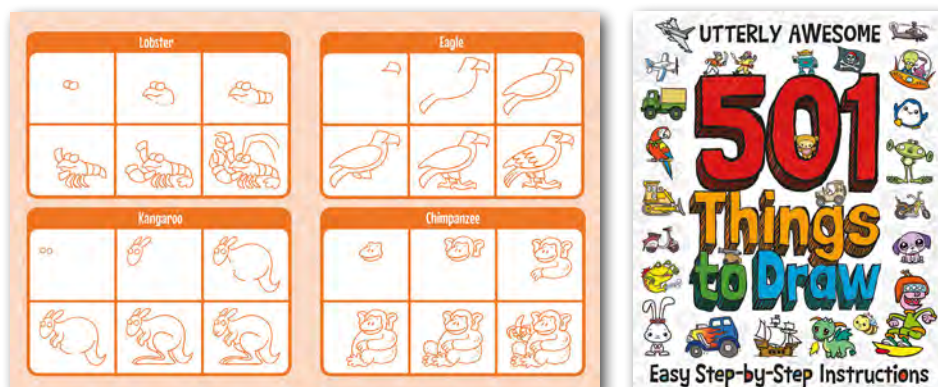 Lobster
Eagle
Kangaroo
Chimpanzee
UTTERLY AWESOME
501
Things
to Draw
Easy Step-by-Step Instructions